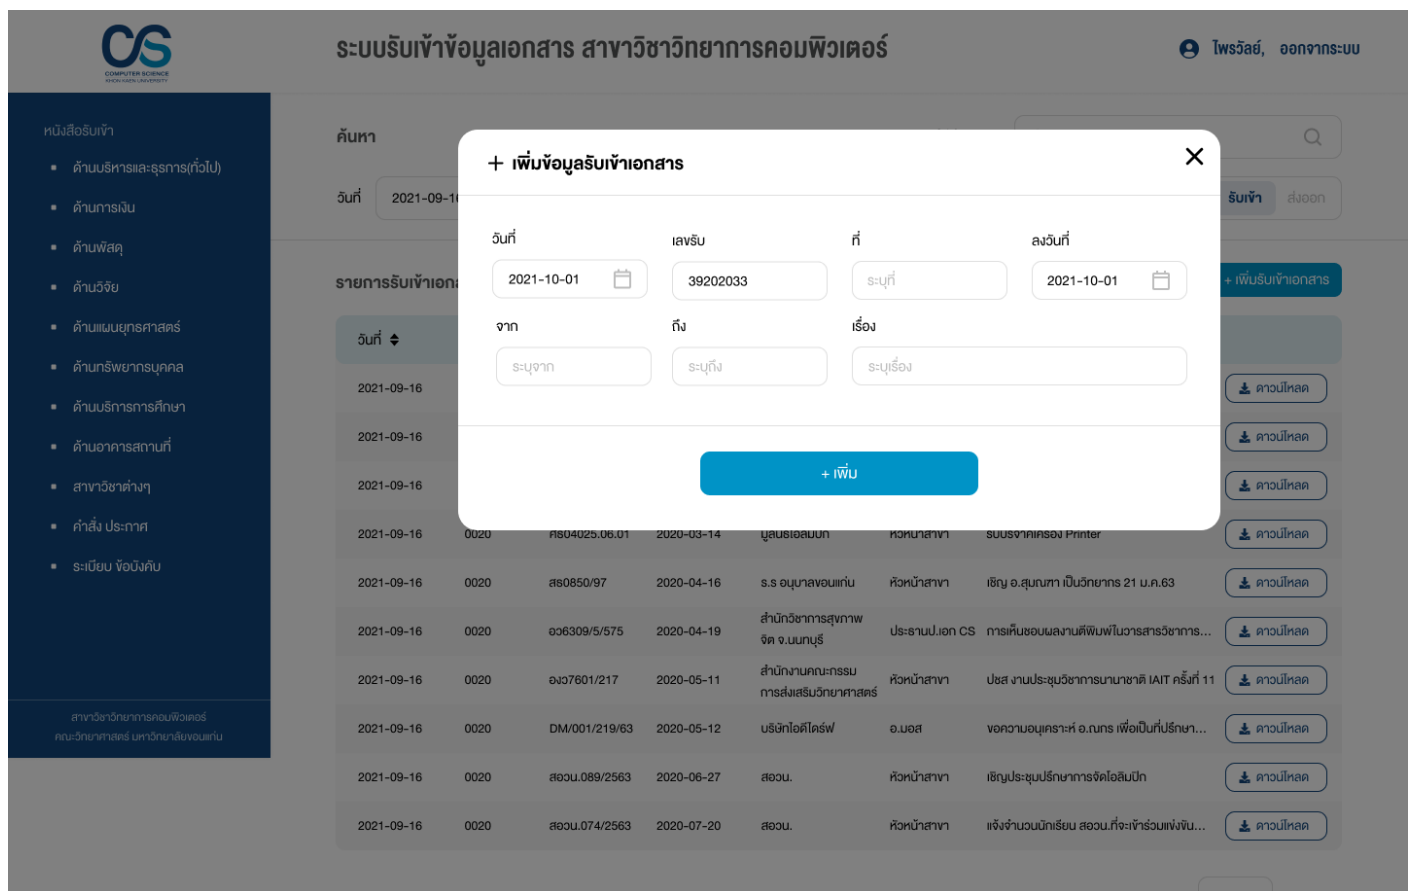 CS
COMPUTER SCIENCE
KHON KAEN UNIVERSITY
ระบบรับเข้าข้อมูลเอกสาร สาขาวิชาวิทยาการคอมพิวเตอร์
ไพรวัลย์, ออกจากระบบ
หนังสือรับเข้า
ด้านบริหารและธุรการ(ทั่วไป)
ด้านการเงิน
ด้านพัสดุ
ด้านวิจัย
ด้านแผนยุทธศาสตร์
ด้านทรัพยากรบุคคล
ด้านบริการการศึกษา
ด้านอาคารสถานที่
สาขาวิชาต่างๆ
คำสั่ง ประกาศ
ระเบียบ ข้อบังคับ
สาขาวิชาวิทยาการคอมพิวเตอร์
คณะวิทยาศาสตร์ มหาวิทยาลัยขอนแก่น
ค้นหา
วันที่ 2021-09-16 รับเข้า ส่งออก
+ เพิ่มข้อมูลรับเข้าเอกสาร
วันที่ เลขรับ ที่ ลงวันที่
2021-10-01 39202033 ระบุที่ 2021-10-01
จาก ถึง เรื่อง
ระบุจาก ระบุถึง ระบุเรื่อง
+ เพิ่ม
รายการรับเข้าเอก + เพิ่มรับเข้าเอกสาร
วันที่
2021-09-16 ดาวน์โหลด
2021-09-16 ดาวน์โหลด
2021-09-16 ดาวน์โหลด
2021-09-16 0020 ศธ04025.06.01 2020-03-14 มูลนิธิโอลิมปิก หัวหน้าสาขา รับบริจาคเครื่อง Printer ดาวน์โหลด
2021-09-16 0020 สธ0850/97 2020-04-16 ร.ร อนุบาลขอนแก่น หัวหน้าสาขา เชิญ อ.สุมณฑา เป็นวิทยากร 21 ม.ค.63 ดาวน์โหลด
2021-09-16 0020 อว6309/5/575 2020-04-19 สำนักวิชาการสุขภาพ
จิต จ.นนทบุรี ประธานป.เอก CS การเห็นชอบผลงานตีพิมพ์ในวารสารวิชาการ... ดาวน์โหลด
2021-09-16 0020 องว7601/217 2020-05-11 สำนักงานคณะกรรม
การส่งเสริมวิทยาศาสตร์ หัวหน้าสาขา ปชส งานประชุมวิชาการนานาชาติ IAIT ครั้งที่ 11 ดาวน์โหลด
2021-09-16 0020 DM/001/219/63 2020-05-12 บริษัทไอดีไดร์ฟ อ.มอส ขอความอนุเคราะห์ อ.ณกร เพื่อเป็นที่ปรึกษา... ดาวน์โหลด
2021-09-16 0020 สอวน.089/2563 2020-06-27 สอวน. หัวหน้าสาขา เชิญประชุมปรึกษาการจัดโอลิมปิก ดาวน์โหลด
2021-09-16 0020 สอวน.074/2563 2020-07-20 สอวน. หัวหน้าสาขา แจ้งจำนวนนักเรียน สอวน.ที่จะเข้าร่วมแข่งขัน... ดาวน์โหลด